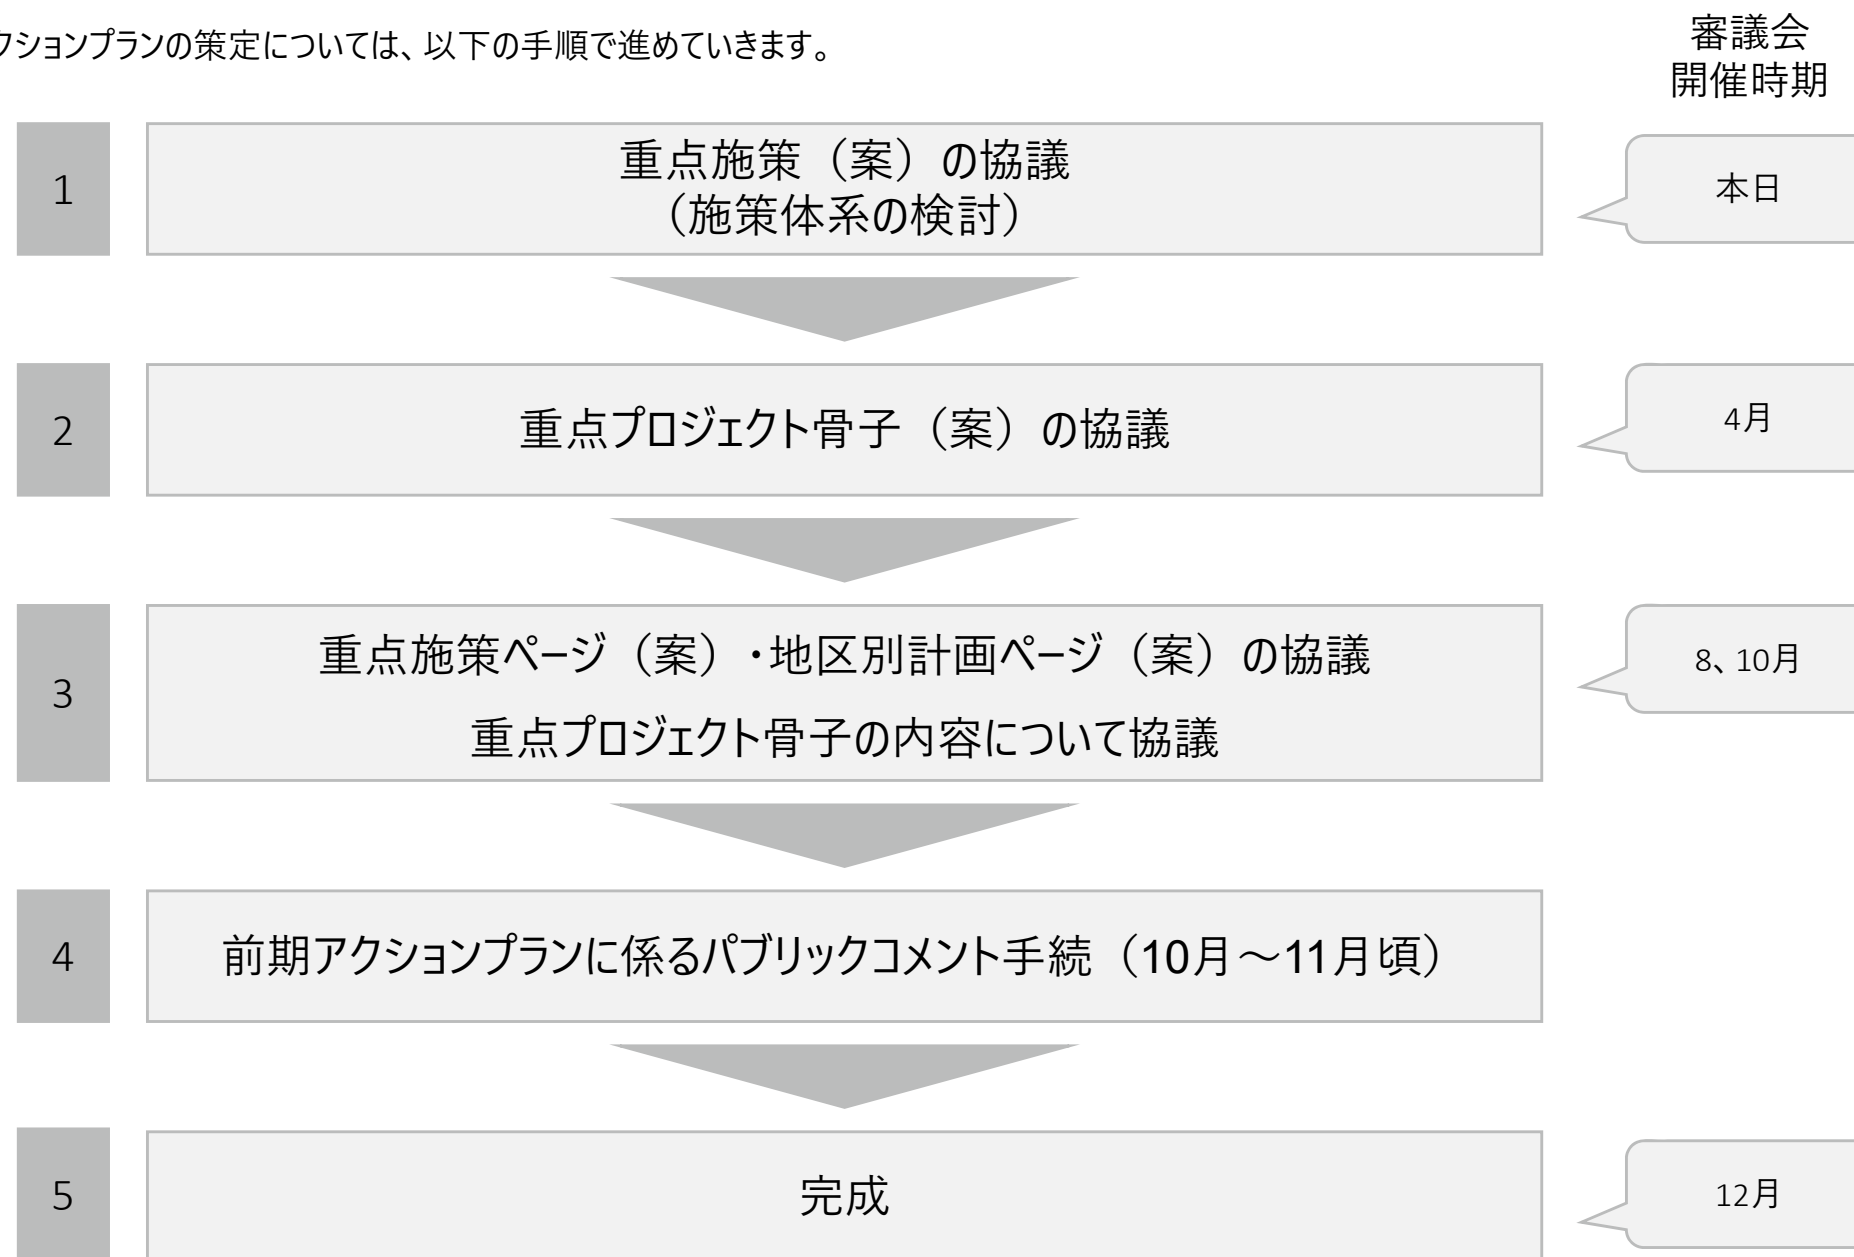 クションプランの策定については、以下の手順で進めていきます。
審議会
開催時期
1
重点施策（案）の協議
（施策体系の検討）
本日
2
重点プロジェクト骨子（案）の協議
4月
3
重点施策ページ（案）・地区別計画ページ（案）の協議
重点プロジェクト骨子の内容について協議
8、10月
4
前期アクションプランに係るパブリックコメント手続（10月～11月頃）
5
完成
12月